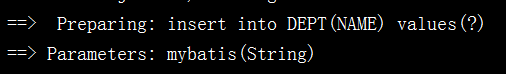 ==>  Preparing: insert into DEPT(NAME) values(?)
==> Parameters: mybatis(String)